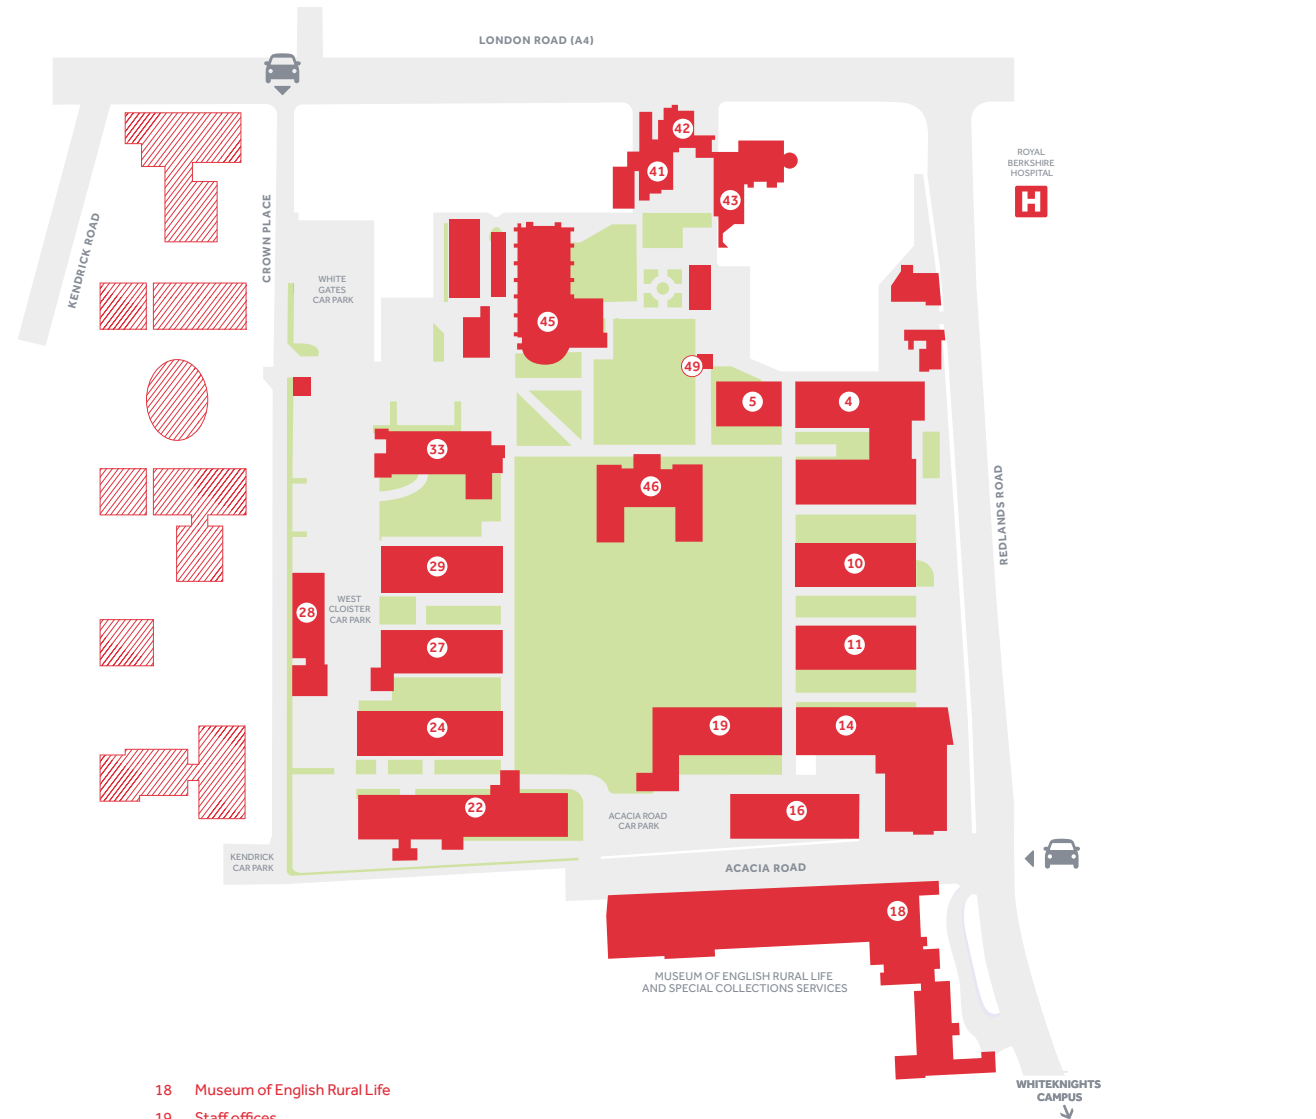 LONDON ROAD (A4)
42
ROYAL
BERKSHIRE
HOSPITAL
41
H
43
KENDRICK ROAD
CROWN PLACE
WHITE
GATES
CAR PARK
45
49
5
4
33
46
REDLANDS ROAD
29
10
28
WEST
CLOISTER
CAR PARK
27
11
24
19
14
22
16
ACACIA ROAD
CAR PARK
KENDRICK
CAR PARK
ACACIA ROAD
18
MUSEUM OF ENGLISH RURAL LIFE
AND SPECIAL COLLECTIONS SERVICES
WHITEKNIGHTS
CAMPUS
18 Museum of English Rural Life
19 Staff offices